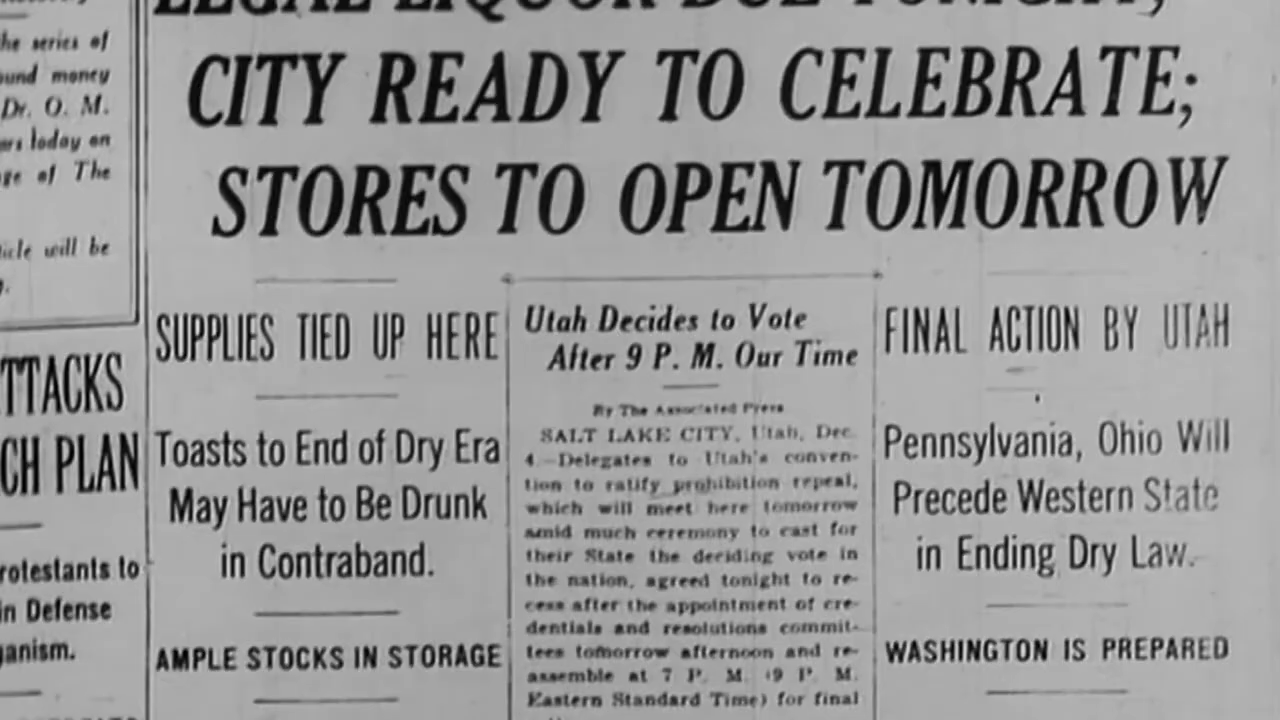 LEGAL LIQUOR DUE TONIGHT;
CITY READY TO CELEBRATE;
STORES TO OPEN TOMORROW
he series of
ound money
Dr. O. M.
today on
of The
will be
TTACKS
CH PLAN
rotestants to
in Defense
ganism.
SUPPLIES TIED UP HERE
Toasts to End of Dry Era
May Have to Be Drunk
in Contraband.
AMPLE STOCKS IN STORAGE
Utah Decides to Vote
After 9 P. M. Our Time
By The Associated Press
SALT LAKE CITY, Utah, Dec.
4.—Delegates to Utah's conven-
tion to ratify prohibition repeal,
which will meet here tomorrow
amid much ceremony to cast for
their State the deciding vote in
the nation, agreed tonight to re-
cess after the appointment of cre-
dentials and resolutions commit-
tees tomorrow afternoon and re-
assemble at 7 P. M. (9 P. M.
Eastern Standard Time) for final
FINAL ACTION BY UTAH
Pennsylvania, Ohio Will
Precede Western State
in Ending Dry Law.
WASHINGTON IS PREPARED